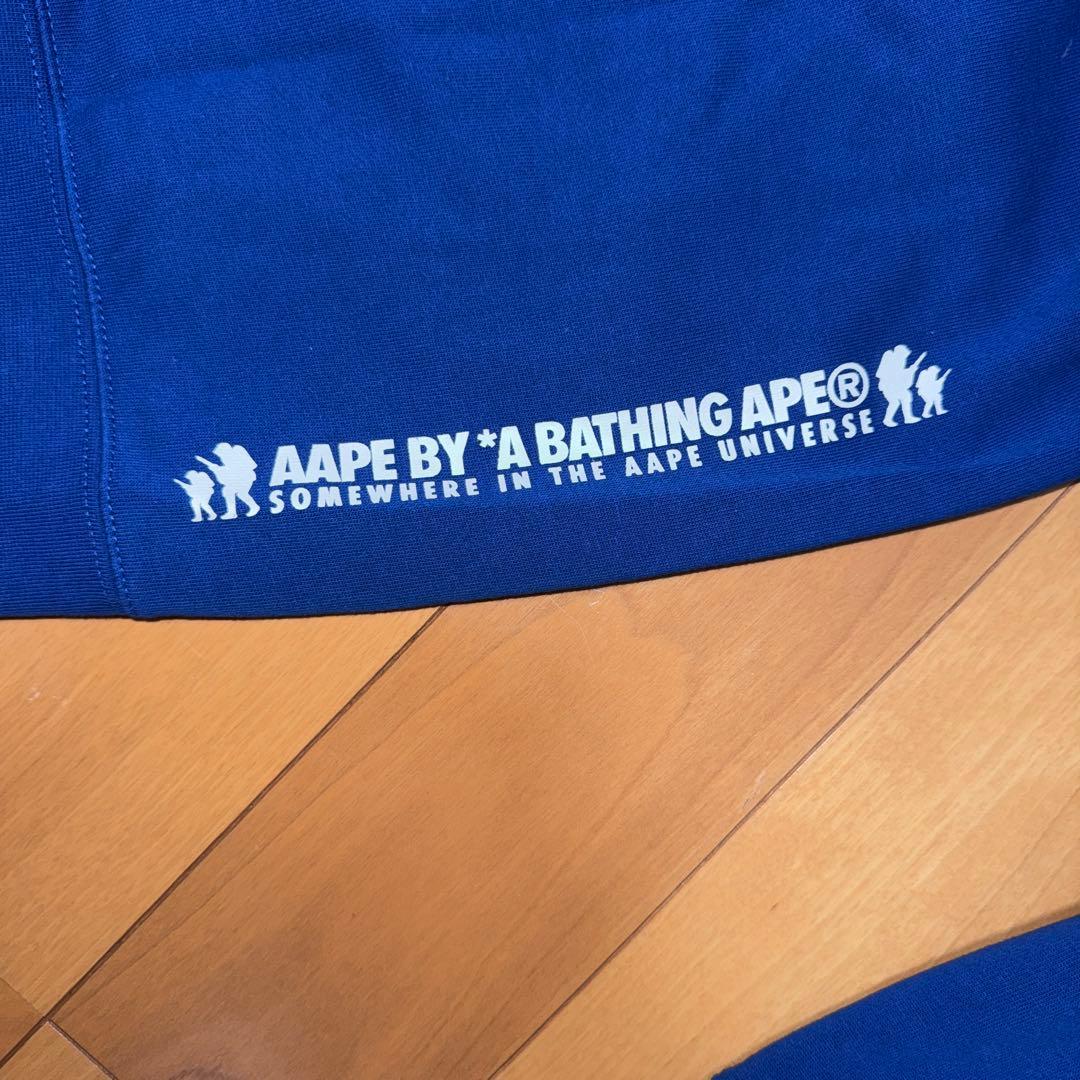 AAPE BY *A BATHING APE®
SOMEWHERE IN THE AAPE UNIVERSE